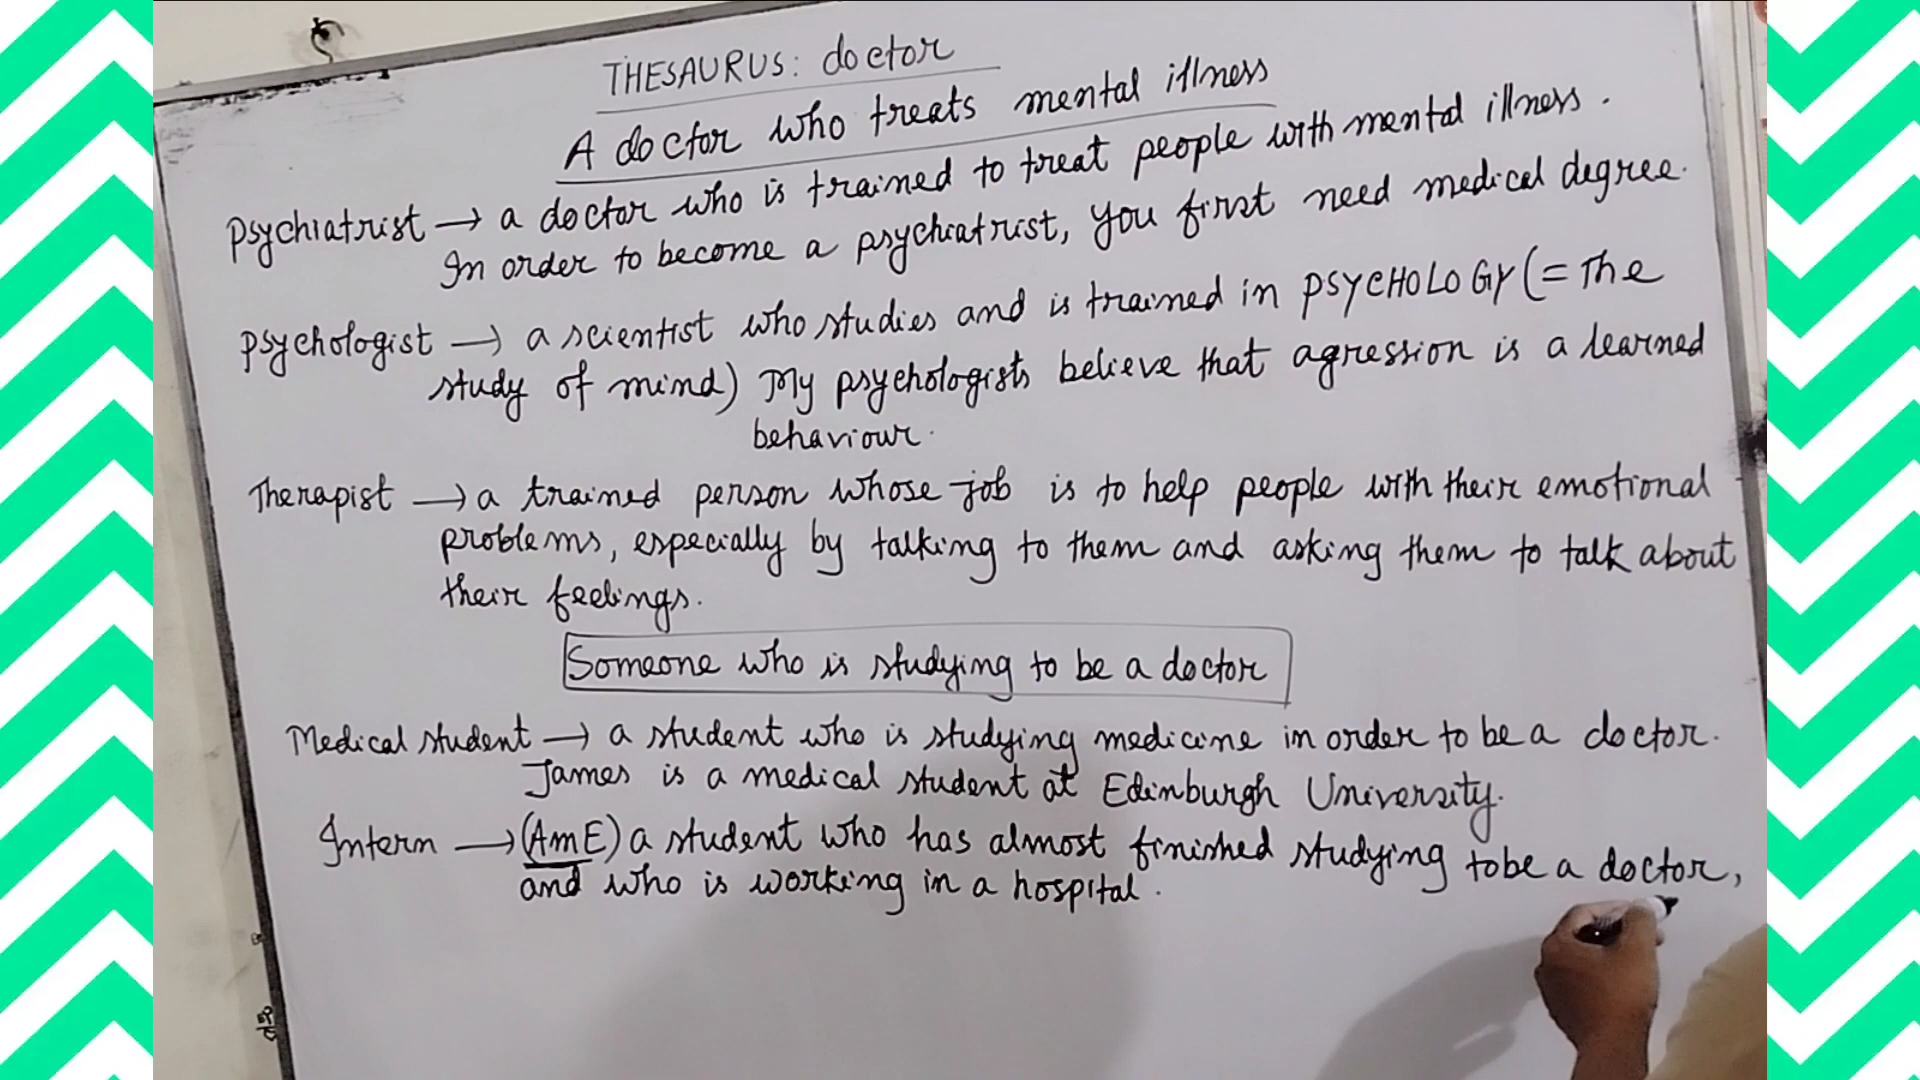 THESAURUS: doctor
A doctor who treats mental illness
Psychiatrist → a doctor who is trained to treat people with mental illness.
In order to become a psychiatrist, you first need medical degree.
Psychologist → a scientist who studies and is trained in PSYCHOLOGY (= The
study of mind) My psychologists believe that agression is a learned
behaviour.
Therapist → a trained person whose job is to help people with their emotional
problems, especially by talking to them and asking them to talk about
their feelings.
Someone who is studying to be a doctor
Medical student → a student who is studying medicine in order to be a doctor.
James is a medical student at Edinburgh University.
Intern → (AmE) a student who has almost finished studying to be a doctor,
and who is working in a hospital.